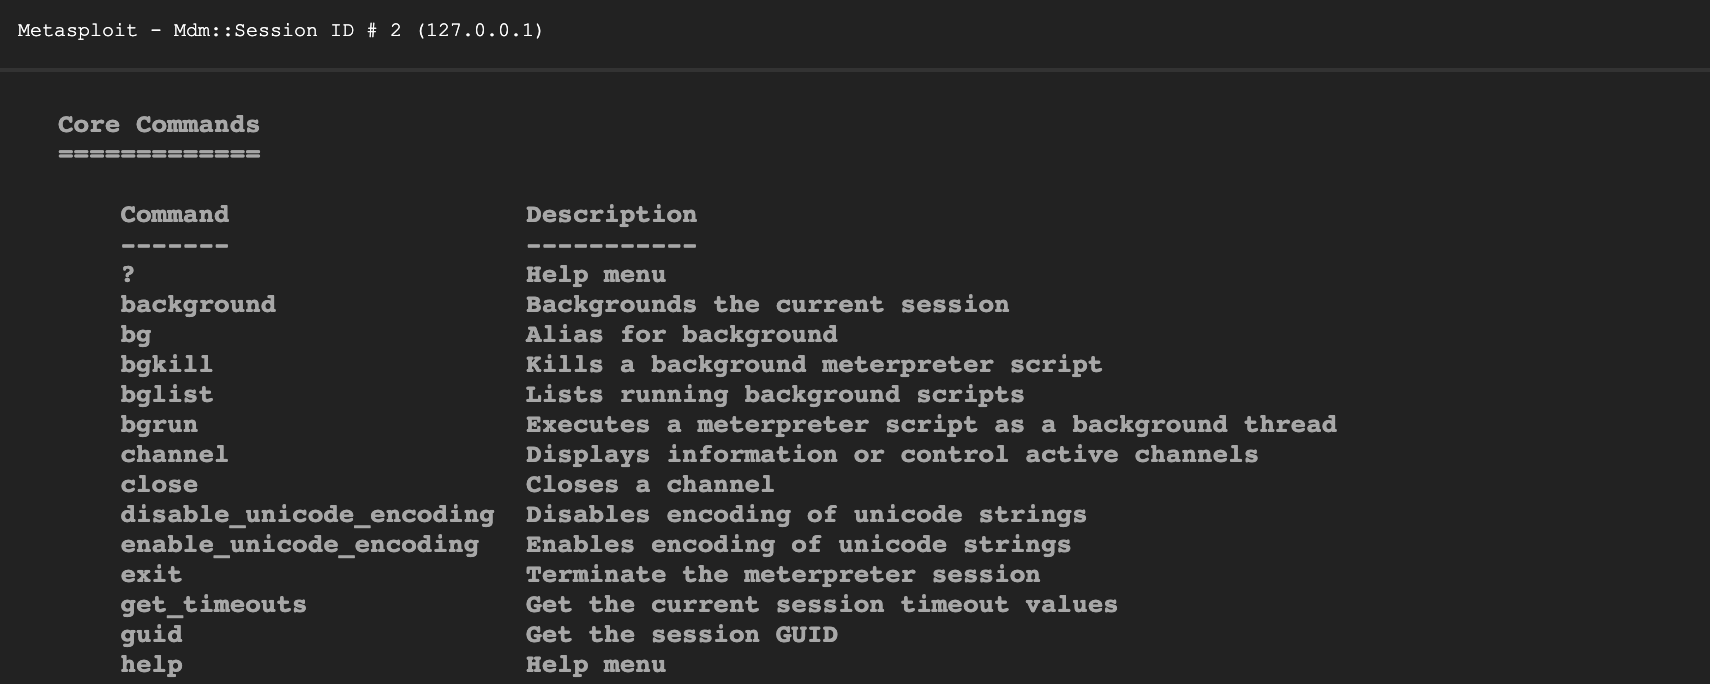 Metasploit - Mdm::Session ID # 2 (127.0.0.1)
Core Commands
=============
Command                   Description
-------                   -----------
?                         Help menu
background                Backgrounds the current session
bg                        Alias for background
bgkill                    Kills a background meterpreter script
bglist                    Lists running background scripts
bgrun                     Executes a meterpreter script as a background thread
channel                   Displays information or control active channels
close                     Closes a channel
disable_unicode_encoding  Disables encoding of unicode strings
enable_unicode_encoding   Enables encoding of unicode strings
exit                      Terminate the meterpreter session
get_timeouts              Get the current session timeout values
guid                      Get the session GUID
help                      Help menu